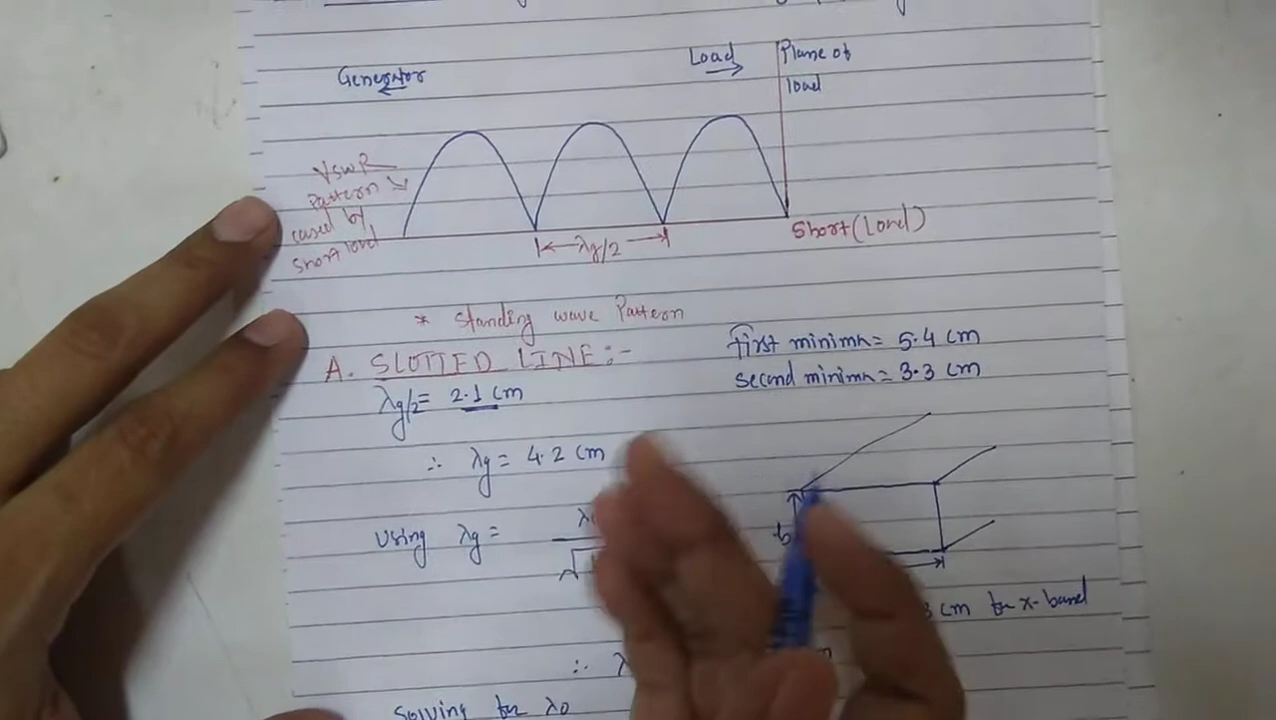 Generator
Load
Plane of
load
VSWR
Pattern
cased by
Short load
λg/2
Short (Load)
* Standing wave Pattern
A. SLOTTED LINE:-
First minima = 5.4 cm
Second minima = 3.3 cm
λg/2 = 2.1 cm
∴ λg = 4.2 cm
Using λg =
b
3 cm for x-band
∴ λ
Solving for λ0